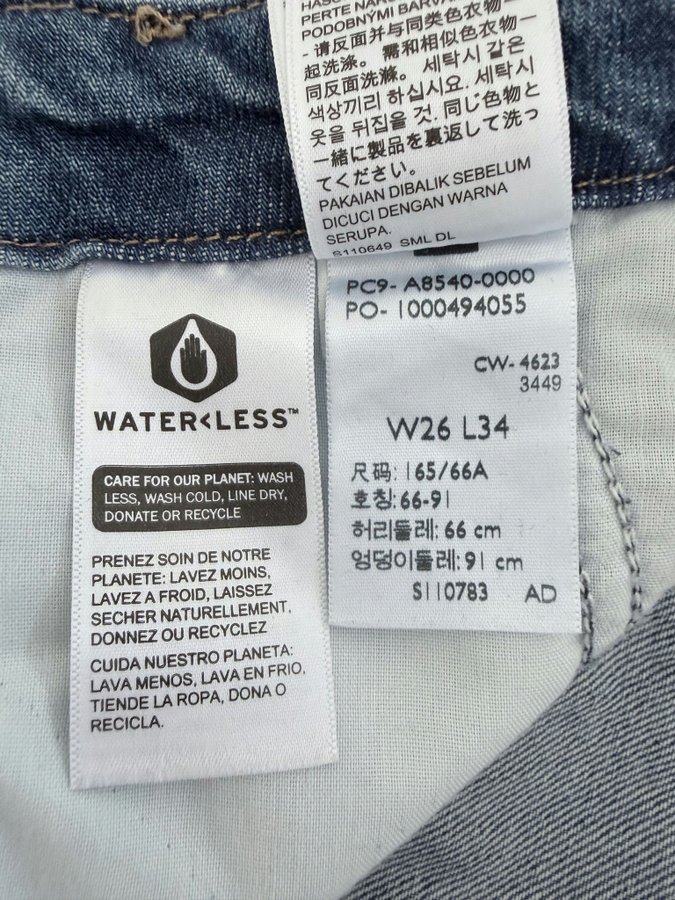 PERTE NARU
PODOBNÝMI BARVAM
- 请反面并与同类色衣物一
起洗涤。 需和相似色衣物一
同反面洗滌。 세탁시 같은
색상끼리 하십시요. 세탁시
옷을 뒤집을 것. 同じ色物と
一緒に製品を裏返して洗っ
てください。
PAKAIAN DIBALIK SEBELUM
DICUCI DENGAN WARNA
SERUPA.
S110649 SML DL
PC9- A8540-0000
PO- 1000494055
CW- 4623
3449
W26 L34
尺码: 165/66A
호칭: 66-91
허리둘레: 66 cm
엉덩이둘레: 91 cm
S110783 AD
WATER<LESS™
CARE FOR OUR PLANET: WASH
LESS, WASH COLD, LINE DRY,
DONATE OR RECYCLE
PRENEZ SOIN DE NOTRE
PLANETE: LAVEZ MOINS,
LAVEZ A FROID, LAISSEZ
SECHER NATURELLEMENT,
DONNEZ OU RECYCLEZ
CUIDA NUESTRO PLANETA:
LAVA MENOS, LAVA EN FRIO,
TIENDE LA ROPA, DONA O
RECICLA.